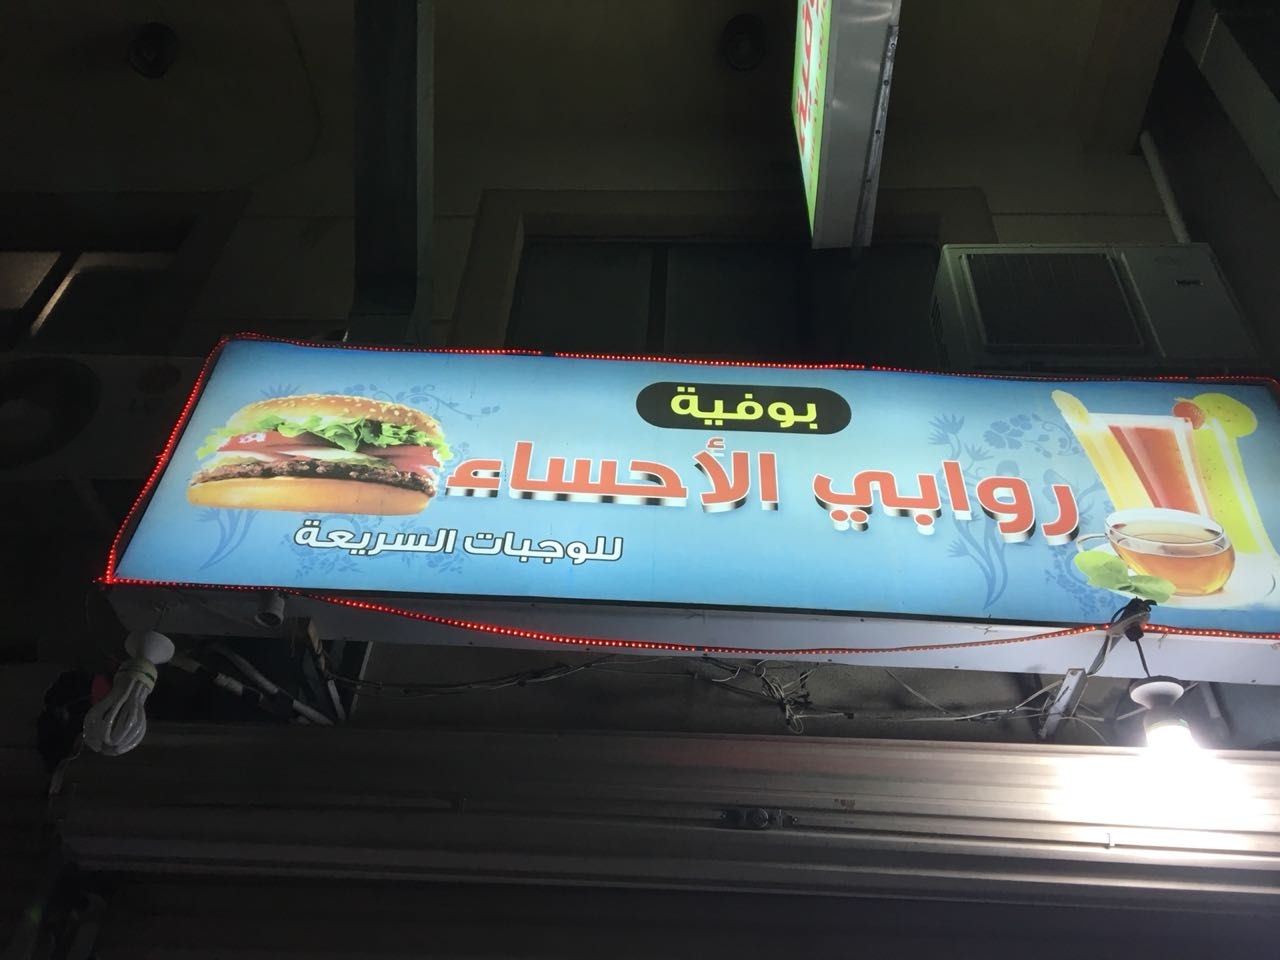 بوفية
روابي الأحساء
للوجبات السريعة